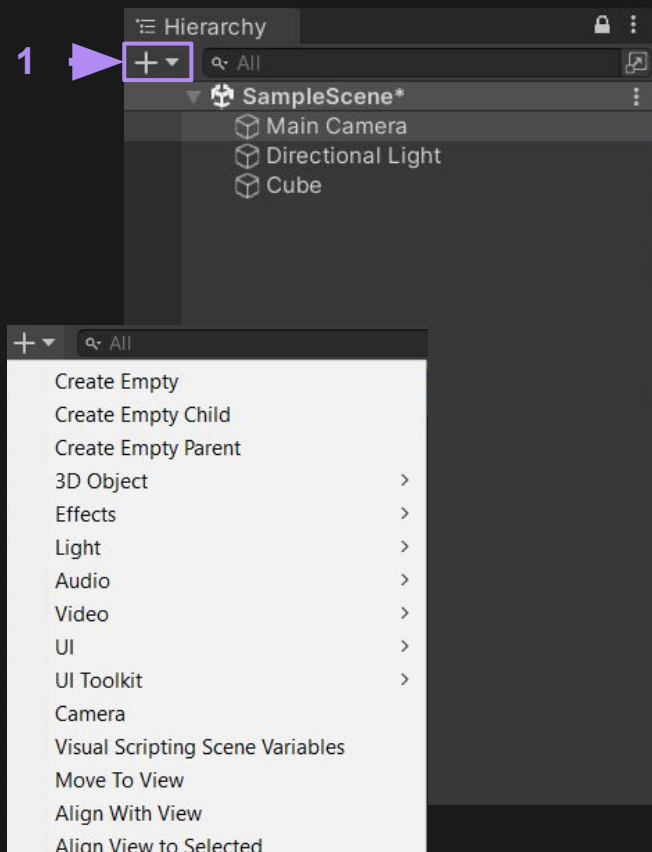 Hierarchy
1
All
SampleScene*
Main Camera
Directional Light
Cube
All
Create Empty
Create Empty Child
Create Empty Parent
3D Object
Effects
Light
Audio
Video
UI
UI Toolkit
Camera
Visual Scripting Scene Variables
Move To View
Align With View
Align View to Selected